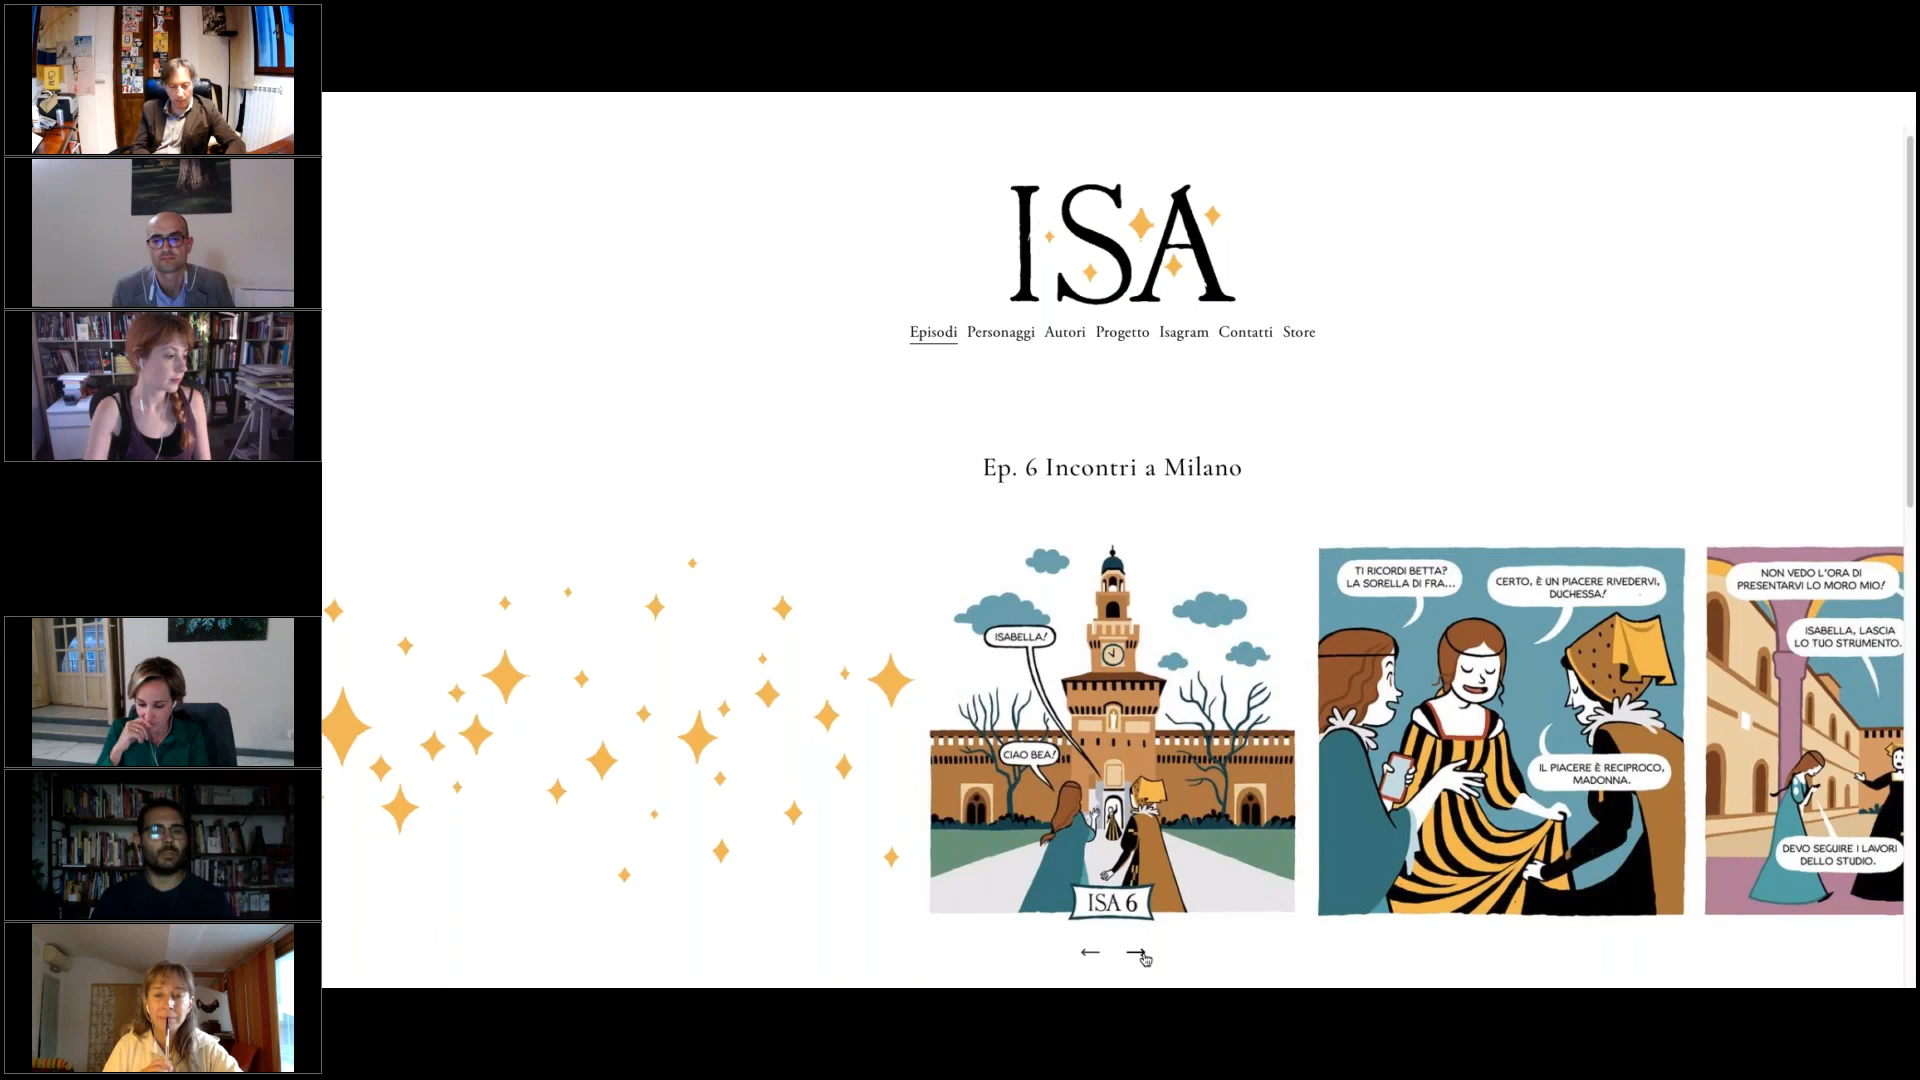 ISA
Episodi Personaggi Autori Progetto Isagram Contatti Store
Ep. 6 Incontri a Milano
ISABELLA!
CIAO BEA!
ISA 6
TI RICORDI BETTA?
LA SORELLA DI FRA...
CERTO, È UN PIACERE RIVEDERVI,
DUCHESSA!
IL PIACERE È RECIPROCO,
MADONNA.
NON VEDO L'ORA DI
PRESENTARVI LO MORO MIO!
ISABELLA, LASCIA
LO TUO STRUMENTO.
DEVO SEGUIRE I LAVORI
DELLO STUDIO.